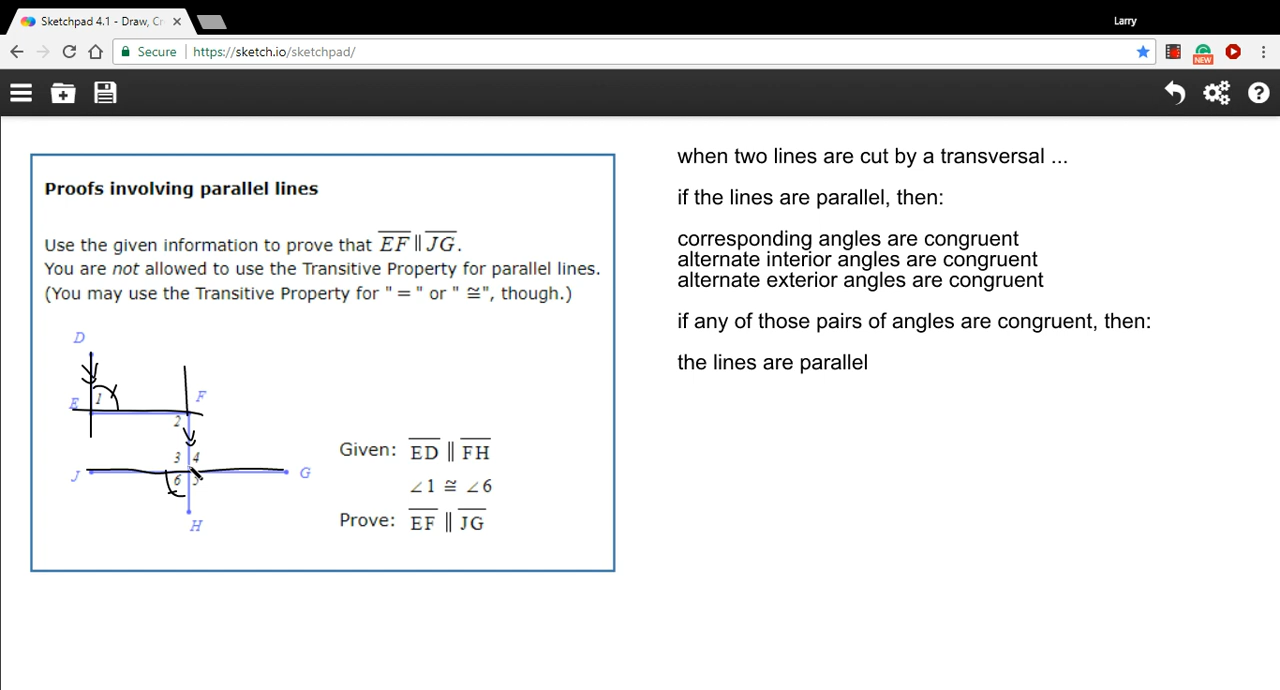 Larry
Sketchpad 4.1 - Draw, Cr
Secure https://sketch.io/sketchpad/
NEW
Proofs involving parallel lines
Use the given information to prove that EF ∥ JG.
You are not allowed to use the Transitive Property for parallel lines.
(You may use the Transitive Property for " = " or " ≅", though.)
D
E 1 F
2
3 4
J 6 5 G
H
Given: ED ∥ FH
∠1 ≅ ∠6
Prove: EF ∥ JG
when two lines are cut by a transversal ...
if the lines are parallel, then:
corresponding angles are congruent
alternate interior angles are congruent
alternate exterior angles are congruent
if any of those pairs of angles are congruent, then:
the lines are parallel